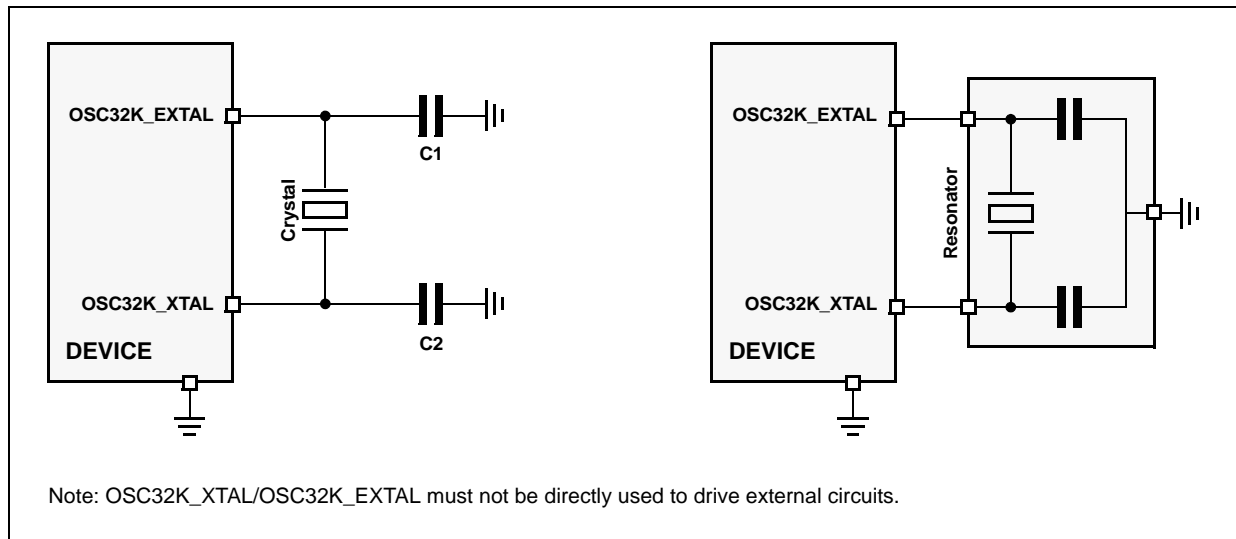 OSC32K_EXTAL
C1
Crystal
OSC32K_XTAL
C2
DEVICE
OSC32K_EXTAL
Resonator
OSC32K_XTAL
DEVICE
Note: OSC32K_XTAL/OSC32K_EXTAL must not be directly used to drive external circuits.